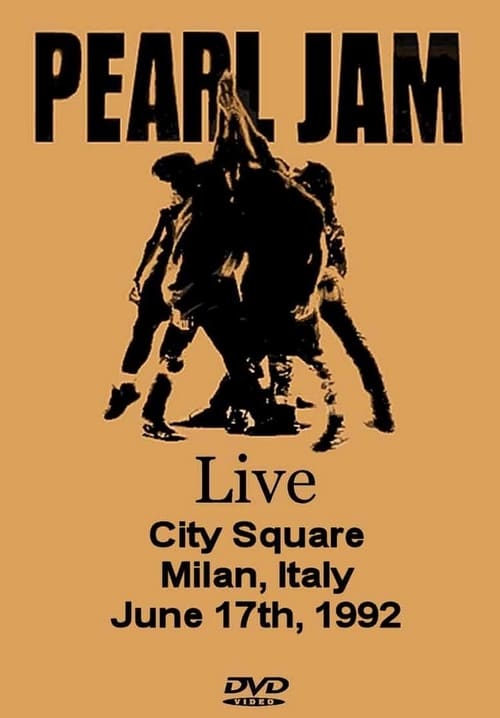 PEARL JAM
Live
City Square
Milan, Italy
June 17th, 1992
DVD
VIDEO